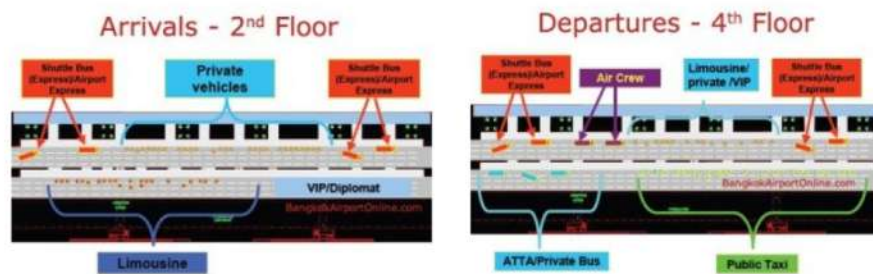 Arrivals - 2nd Floor
Shuttle Bus
(Express)/Airport
Express
Private
vehicles
Shuttle Bus
(Express)/Airport
Express
VIP/Diplomat
BangkokAirportOnline.com
Limousine
Departures - 4th Floor
Shuttle Bus
(Express)/Airport
Express
Air Crew
Limousine/
private /VIP
Shuttle Bus
(Express)/Airport
Express
BangkokAirportOnline.com
ATTA/Private Bus
Public Taxi